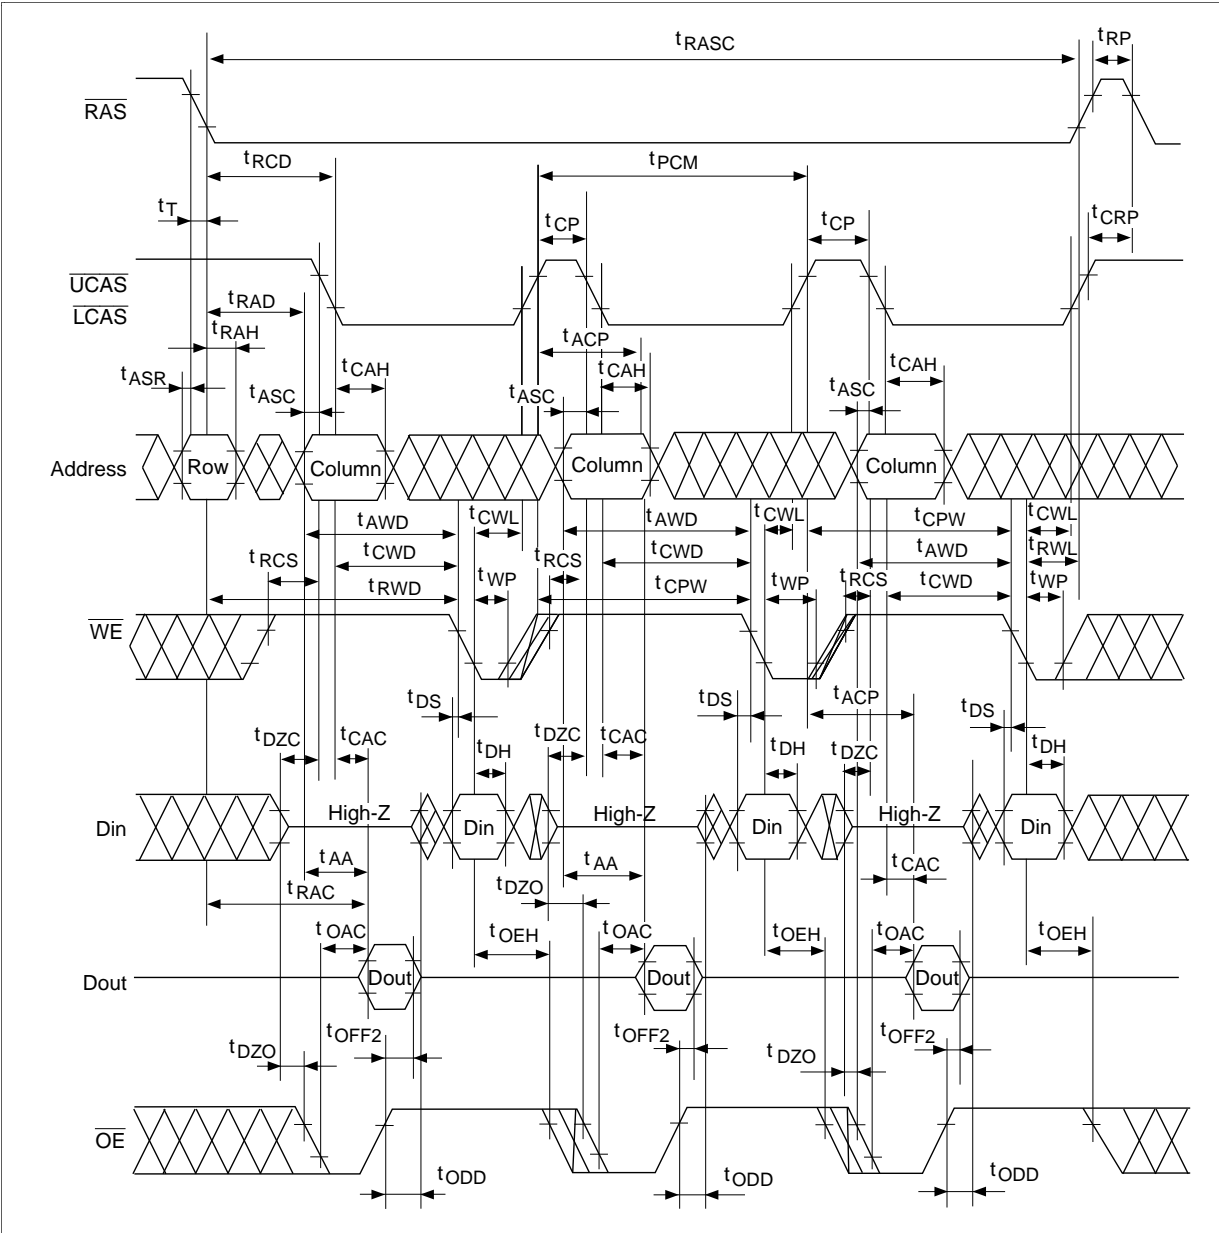 tRASC tRP
RAS
tRCD tPCM
tT tCP tCP tCRP
UCAS
LCAS
tRAD
tRAH tACP
tASR tCAH tCAH tCAH
tASC tASC tASC
Address Row Column Column Column
tAWD tCWL tAWD tCWL tCPW tCWL
tRCS tCWD tRCS tCWD tRCS tAWD tRWL
tRWD tWP tCPW tWP tCWD tWP
WE
tDS tDS tACP tDS
tDZC tCAC tDH tDZC tCAC tDH tDZC tDH
Din High-Z Din High-Z Din High-Z Din
tAA tAA tCAC
tRAC tDZO
tOAC tOEH tOAC tOEH tOAC tOEH
Dout Dout Dout Dout
tOFF2 tOFF2 tOFF2
tDZO tDZO
OE
tODD tODD tODD